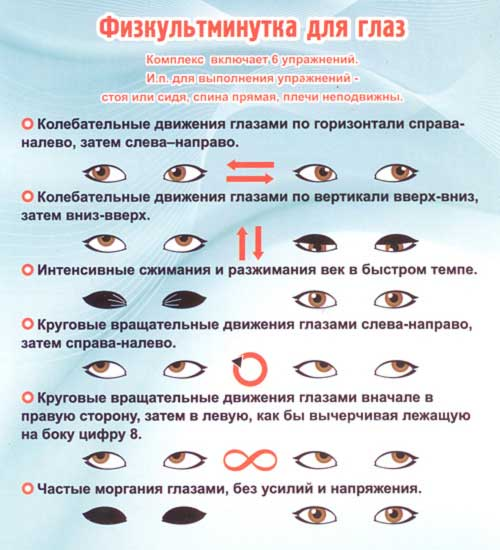 Физкультминутка для глаз
Комплекс включает 6 упражнений.
И.п. для выполнения упражнений -
стоя или сидя, спина прямая, плечи неподвижны.
Колебательные движения глазами по горизонтали справа-
налево, затем слева–направо.
Колебательные движения глазами по вертикали вверх-вниз,
затем вниз-вверх.
Интенсивные сжимания и разжимания век в быстром темпе.
Круговые вращательные движения глазами слева-направо,
затем справа-налево.
Круговые вращательные движения глазами вначале в
правую сторону, затем в левую, как бы вычерчивая лежащую
на боку цифру 8.
Частые моргания глазами, без усилий и напряжения.